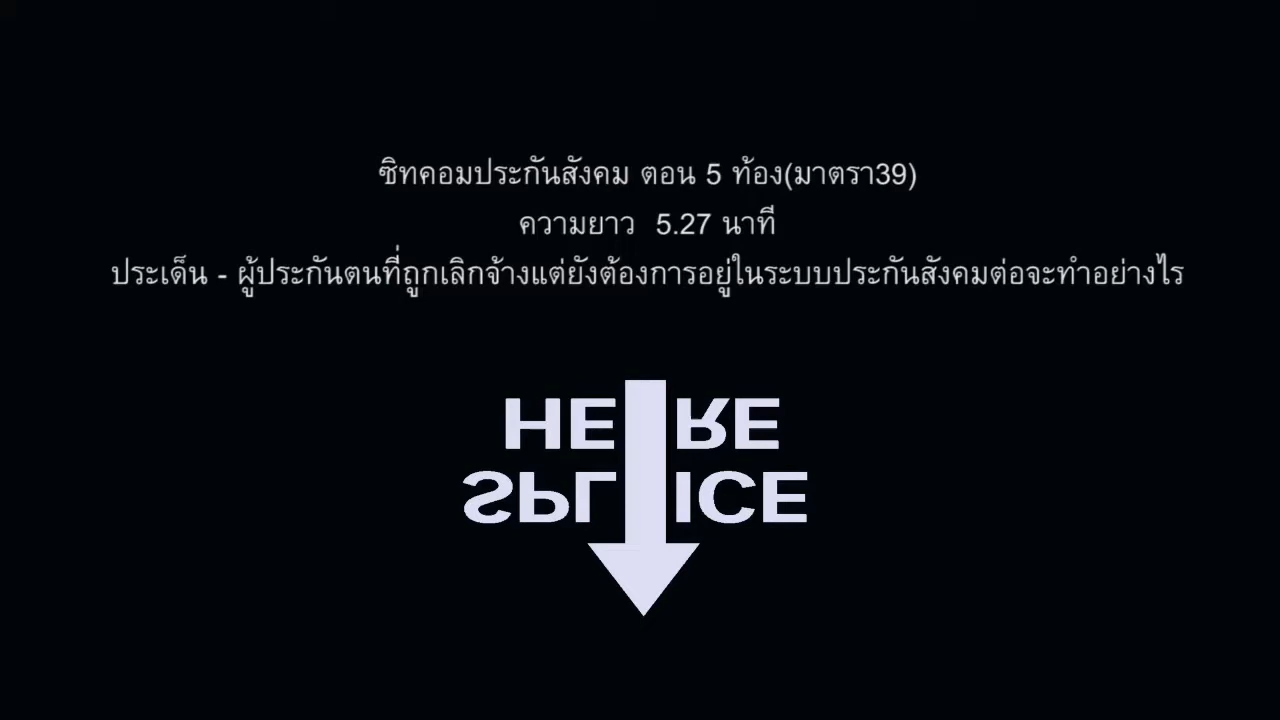 ซิทคอมประกันสังคม ตอน 5 ท้อง(มาตรา39)
ความยาว 5.27 นาที
ประเด็น - ผู้ประกันตนที่ถูกเลิกจ้างแต่ยังต้องการอยู่ในระบบประกันสังคมต่อจะทำอย่างไร
HERE
SPLICE